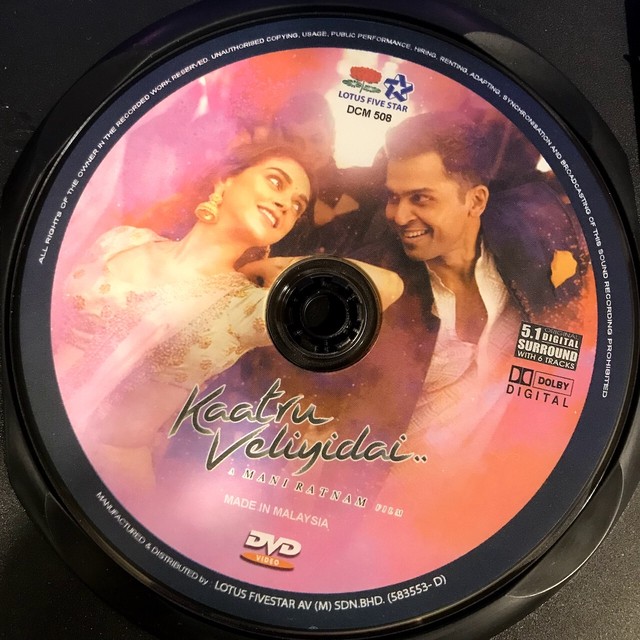 ALL RIGHTS OF THE OWNER IN THE RECORDED WORK RESERVED. UNAUTHORISED COPYING, USAGE, PUBLIC PERFORMANCE, HIRING, RENTING, ADAPTING, SYNCHRONISATION AND BROADCASTING OF THIS SOUND RECORDING PROHIBITED
LOTUS FIVE STAR
DCM 508
5.1 ORIGINAL DIGITAL
SURROUND
WITH 6 TRACKS
DOLBY
DIGITAL
Kaatru
Veliyidai..
A MANI RATNAM FILM
MADE IN MALAYSIA
DVD
VIDEO
MANUFACTURED & DISTRIBUTED by : LOTUS FIVESTAR AV (M) SDN.BHD. (583553-D)